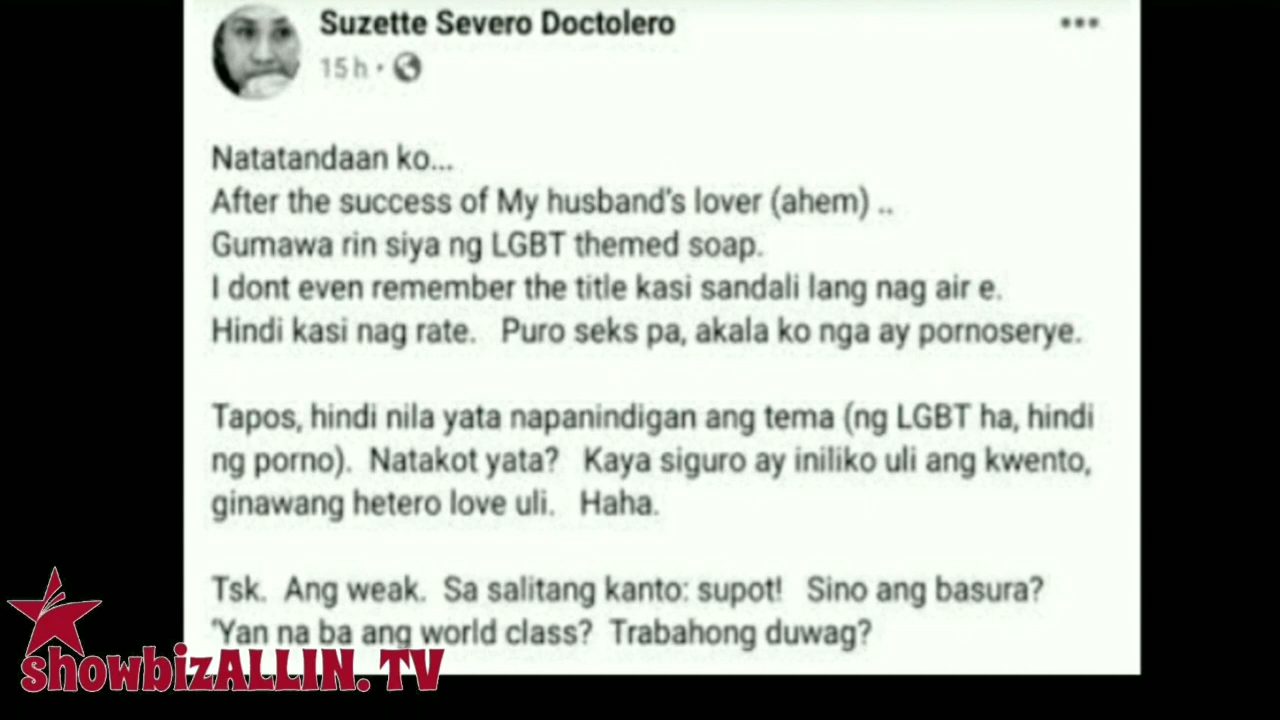 Suzette Severo Doctolero
15 h
Natatandaan ko...
After the success of My husband's lover (ahem) ..
Gumawa rin siya ng LGBT themed soap.
I dont even remember the title kasi sandali lang nag air e.
Hindi kasi nag rate. Puro seks pa, akala ko nga ay pornoserye.
Tapos, hindi nila yata napanindigan ang tema (ng LGBT ha, hindi
ng porno). Natakot yata? Kaya siguro ay iniliko uli ang kwento,
ginawang hetero love uli. Haha.
Tsk. Ang weak. Sa salitang kanto: supot! Sino ang basura?
'Yan na ba ang world class? Trabahong duwag?
showbizALLIN.TV